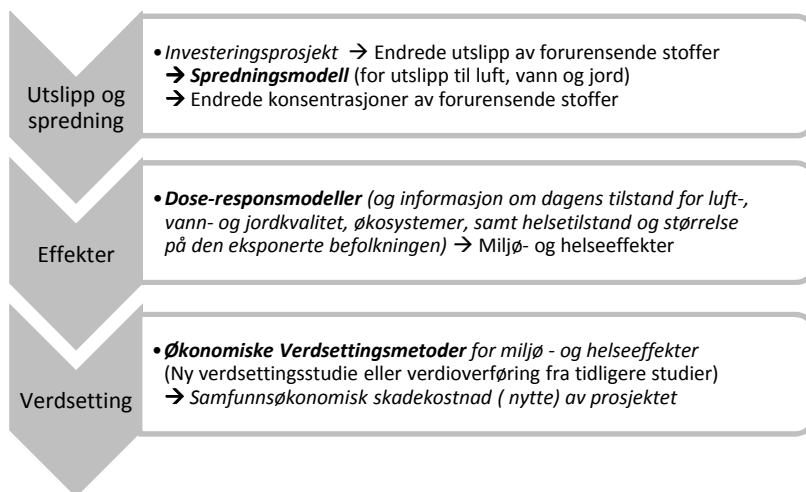 Utslipp og
spredning
•Investeringsprosjekt → Endrede utslipp av forurensende stoffer
→ Spredningsmodell (for utslipp til luft, vann og jord)
→ Endrede konsentrasjoner av forurensende stoffer
Effekter
•Dose-responsmodeller (og informasjon om dagens tilstand for luft-,
vann- og jordkvalitet, økosystemer, samt helsetilstand og størrelse
på den eksponerte befolkningen) → Miljø- og helseeffekter
Verdsetting
•Økonomiske Verdsettingsmetoder for miljø - og helseeffekter
(Ny verdsettingsstudie eller verdioverføring fra tidligere studier)
→ Samfunnsøkonomisk skadekostnad ( nytte) av prosjektet